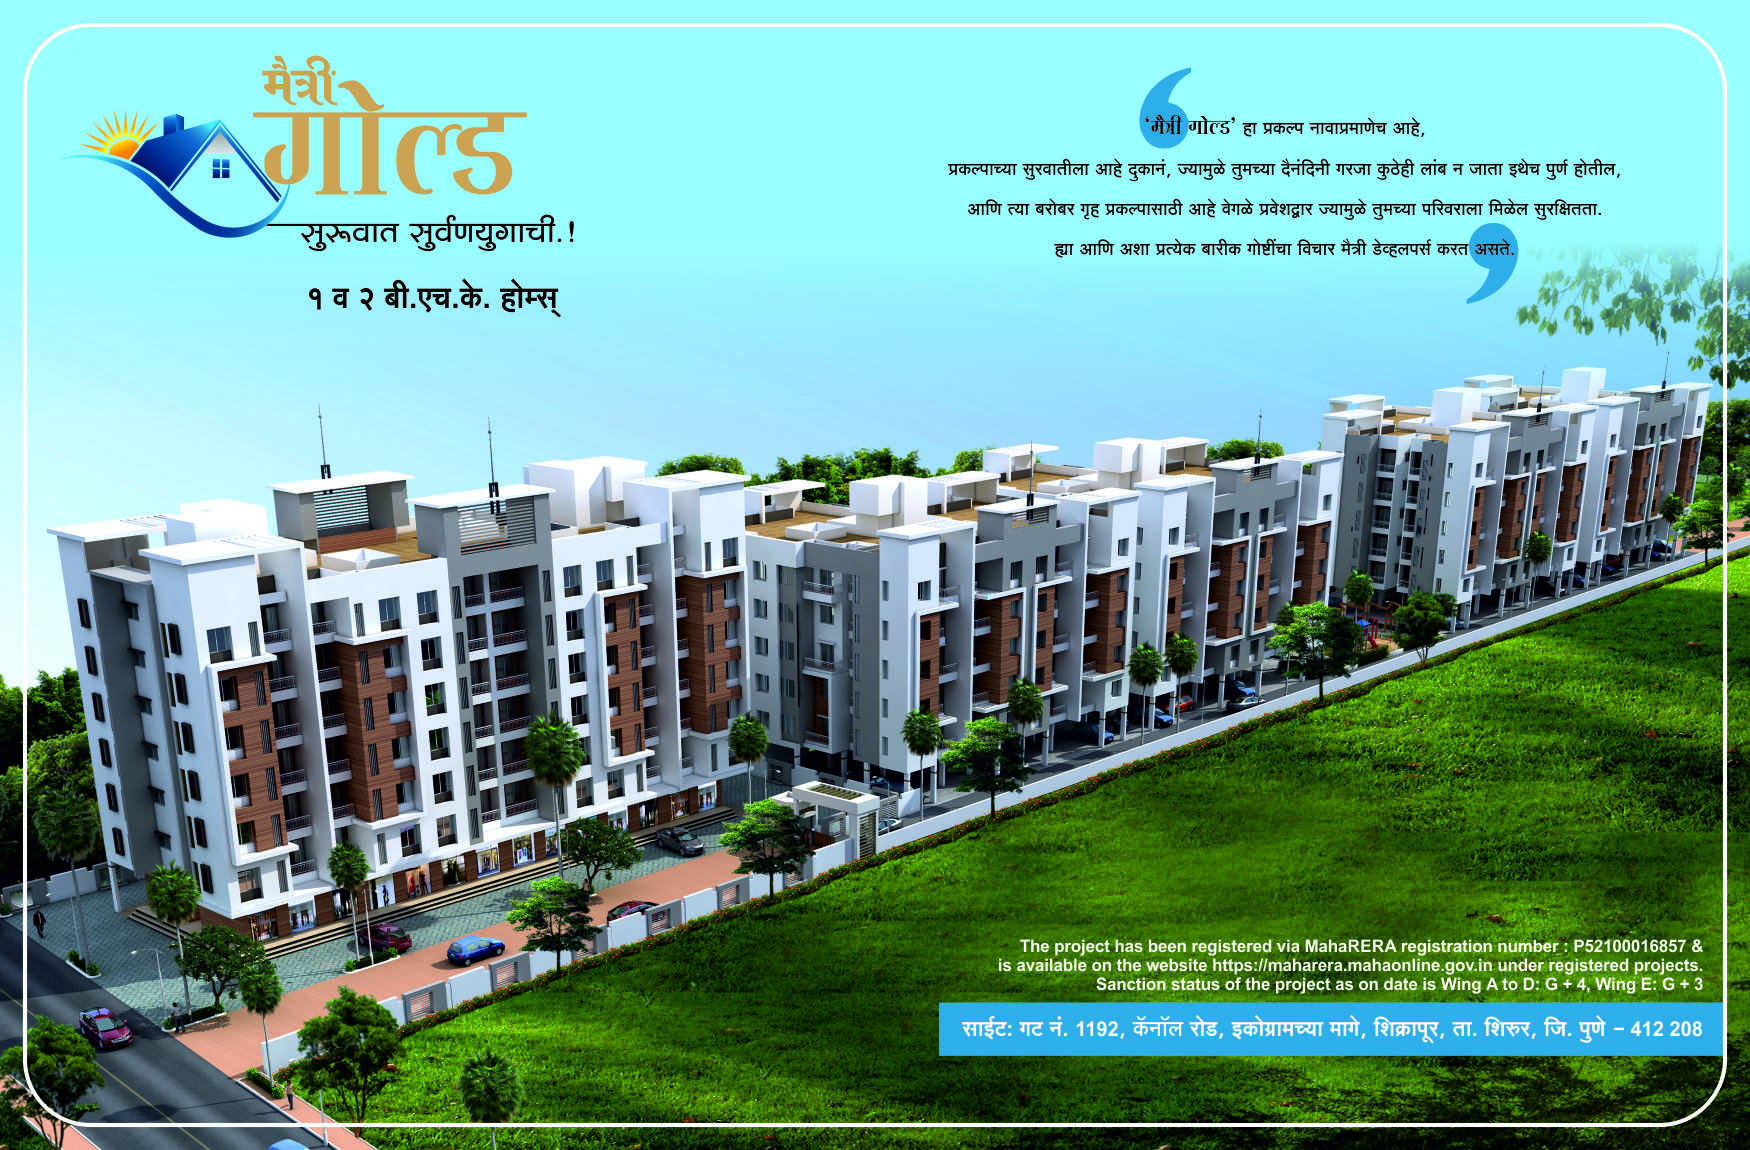 मैत्री
गोल्ड
सुरूवात सुर्वणयुगाची.!
१ व २ बी.एच.के. होम्स्
‘मैत्री गोल्ड’ हा प्रकल्प नावाप्रमाणेच आहे,
प्रकल्पाच्या सुरवातीला आहे दुकानं, ज्यामुळे तुमच्या दैनंदिनी गरजा कुठेही लांब न जाता इथेच पुर्ण होतील,
आणि त्या बरोबर गृह प्रकल्पासाठी आहे वेगळे प्रवेशद्वार ज्यामुळे तुमच्या परिवराला मिळेल सुरक्षितता.
ह्या आणि अशा प्रत्येक बारीक गोष्टींचा विचार मैत्री डेव्हलपर्स करत असते.
The project has been registered via MahaRERA registration number : P52100016857 &
is available on the website https://maharera.mahaonline.gov.in under registered projects.
Sanction status of the project as on date is Wing A to D: G + 4, Wing E: G + 3
साईट: गट नं. 1192, कॅनॉल रोड, इकोग्रामच्या मागे, शिक्रापूर, ता. शिरुर, जि. पुणे – 412 208